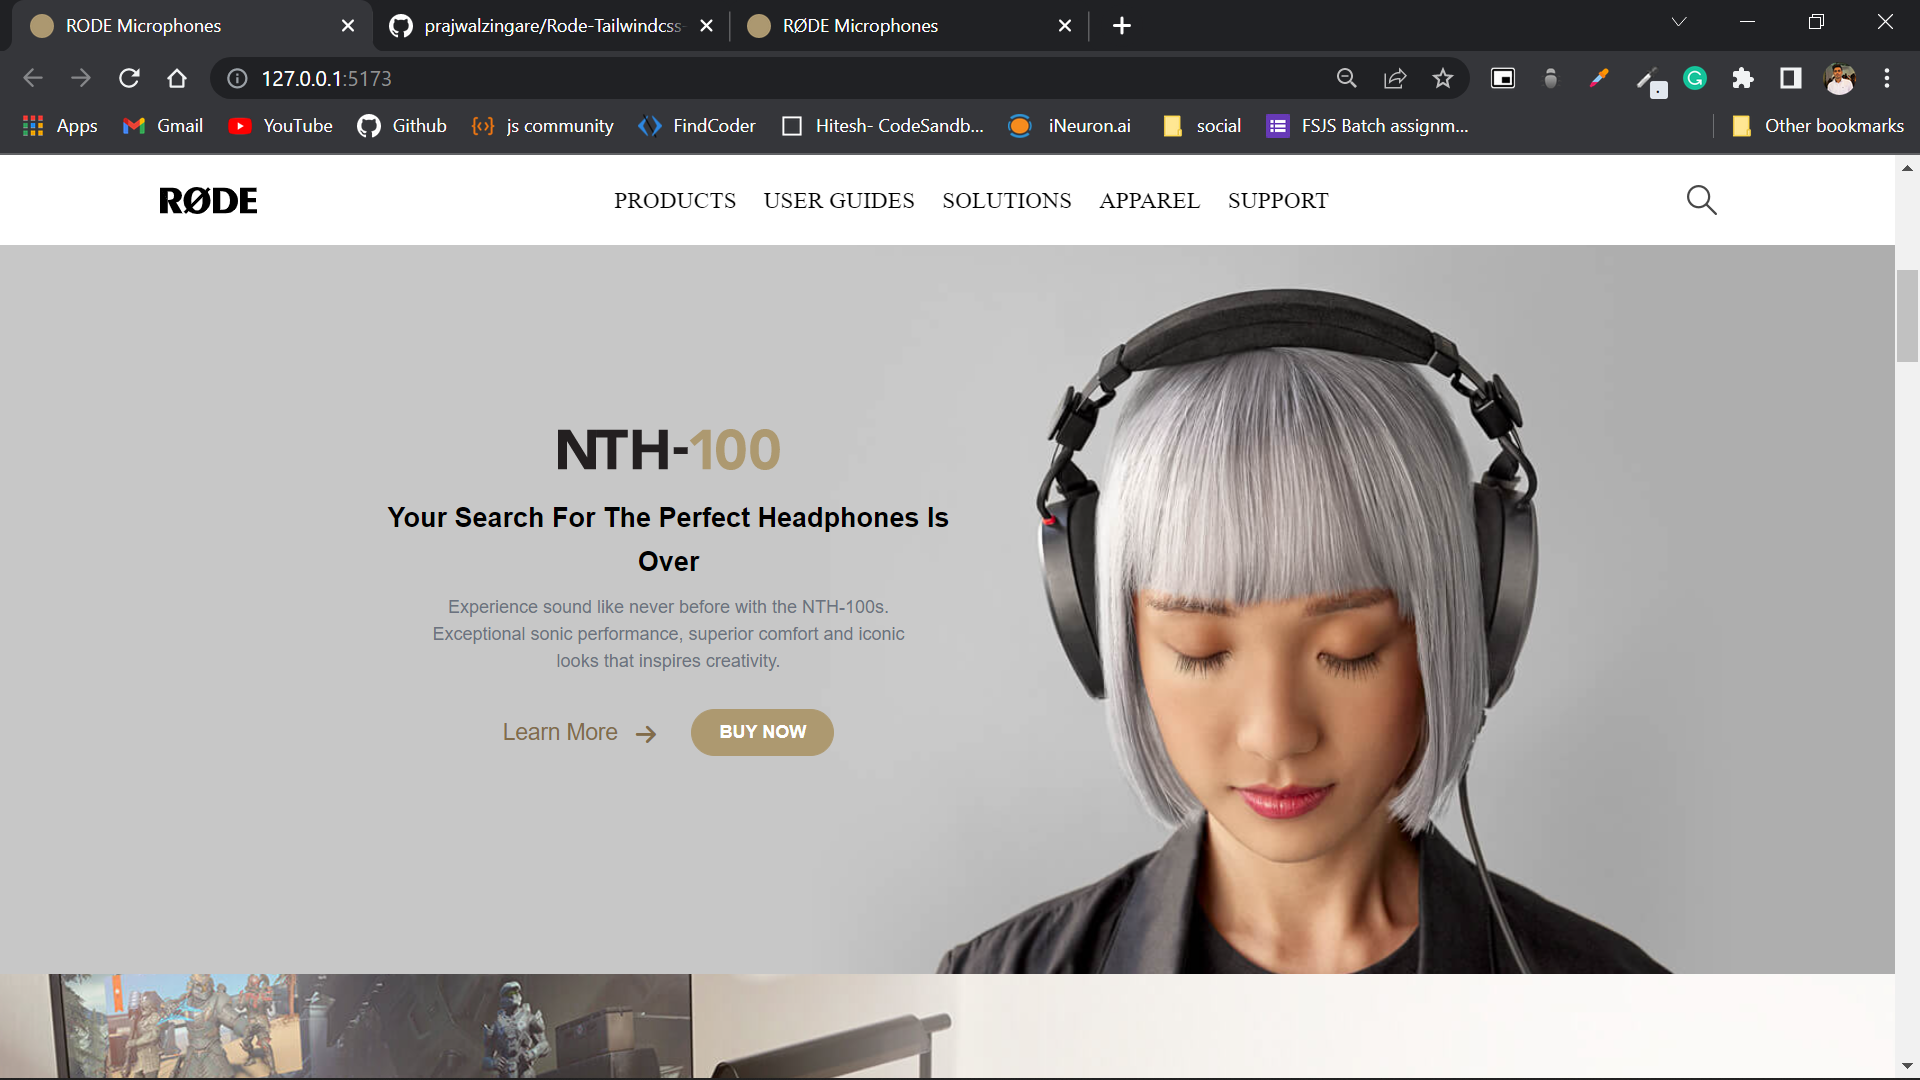 RODE Microphones
prajwalzingare/Rode-Tailwindcss-
RØDE Microphones
127.0.0.1:5173
Apps
Gmail
YouTube
Github
js community
FindCoder
Hitesh- CodeSandb...
iNeuron.ai
social
FSJS Batch assignm...
Other bookmarks
RØDE
PRODUCTS
USER GUIDES
SOLUTIONS
APPAREL
SUPPORT
NTH-100
Your Search For The Perfect Headphones Is
Over
Experience sound like never before with the NTH-100s.
Exceptional sonic performance, superior comfort and iconic
looks that inspires creativity.
Learn More
BUY NOW